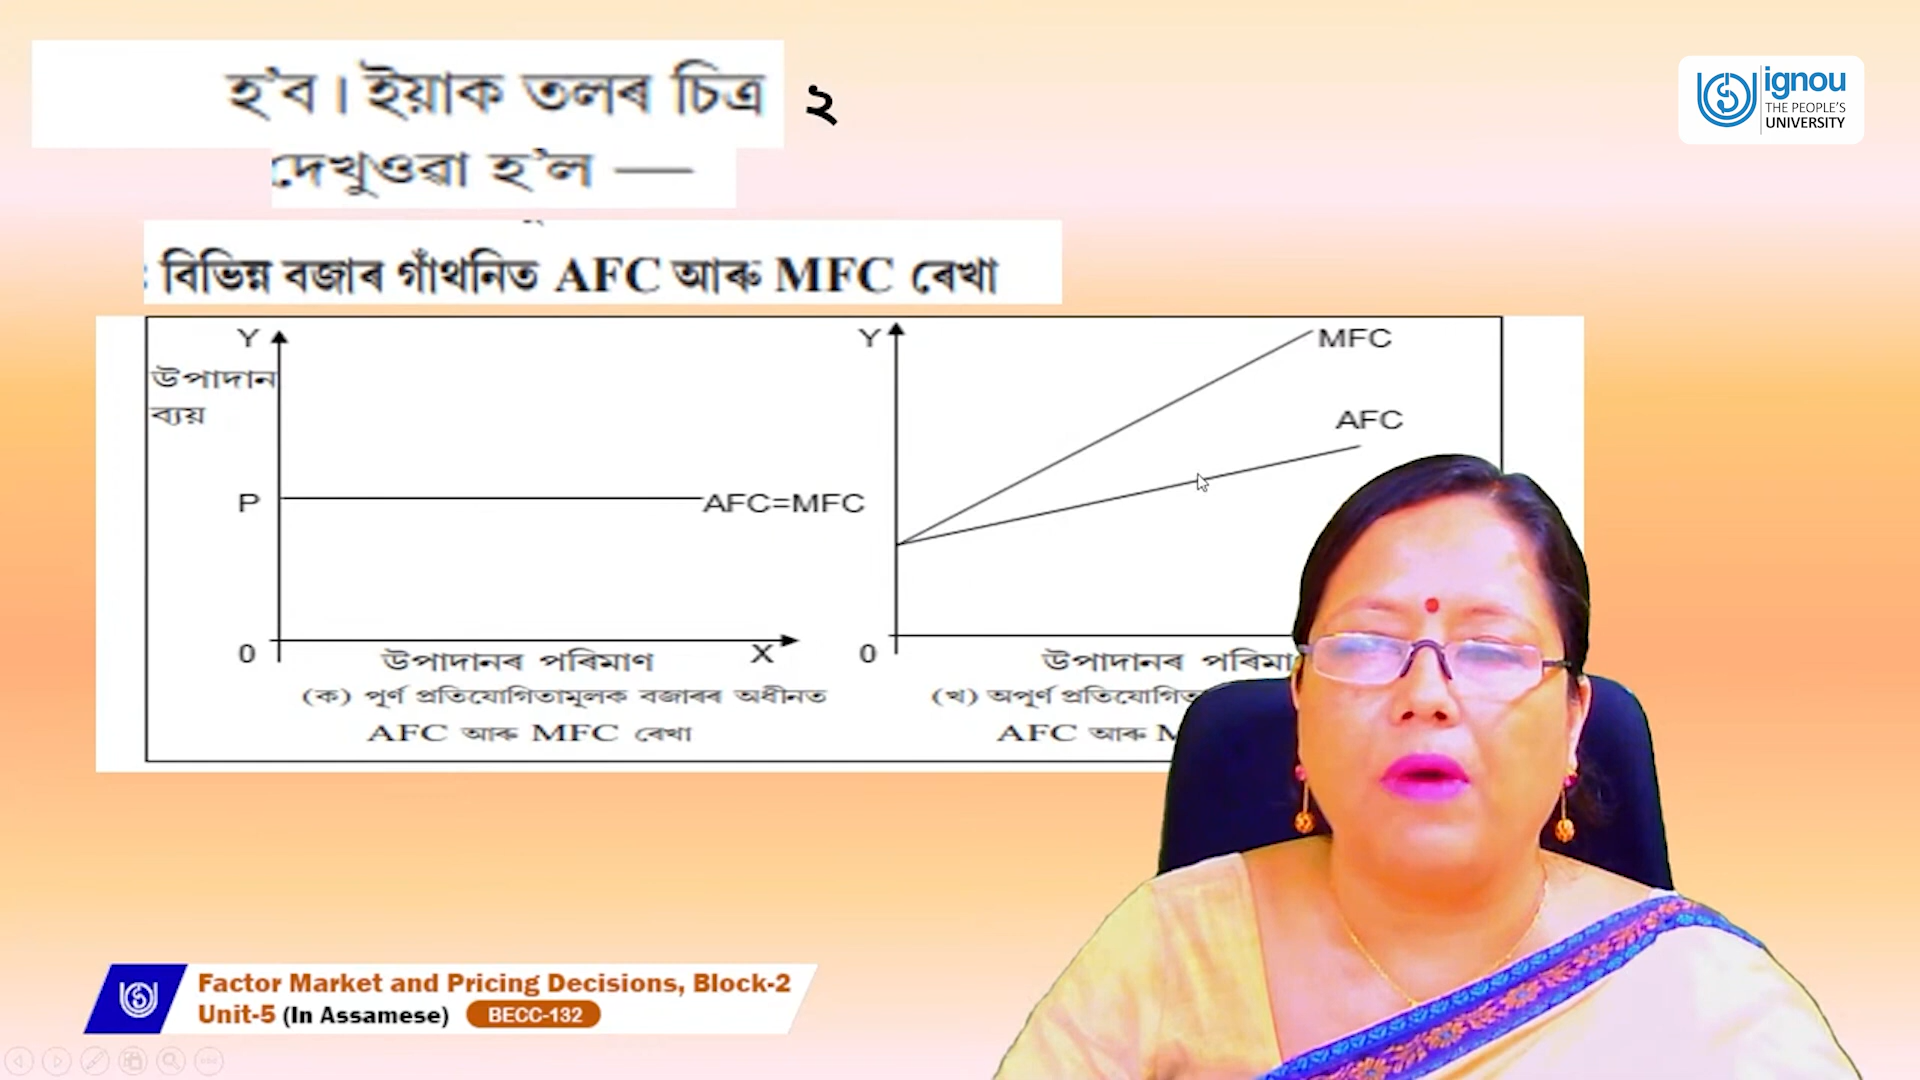 হ'ব। ইয়াক তলৰ চিত্ৰ ২
দেখুওৱা হ'ল —
: বিভিন্ন বজাৰ গাঁথনিত AFC আৰু MFC ৰেখা
Y
উপাদান
ব্যয়
P
AFC=MFC
0
X
উপাদানৰ পৰিমাণ
(ক) পূৰ্ণ প্ৰতিযোগিতামূলক বজাৰৰ অধীনত
AFC আৰু MFC ৰেখা
Y
MFC
AFC
0
উপাদানৰ
(খ) অপূৰ্ণ
AFC আৰু
ignou
THE PEOPLE'S
UNIVERSITY
Factor Market and Pricing Decisions, Block-2
Unit-5 (In Assamese) BECC-132